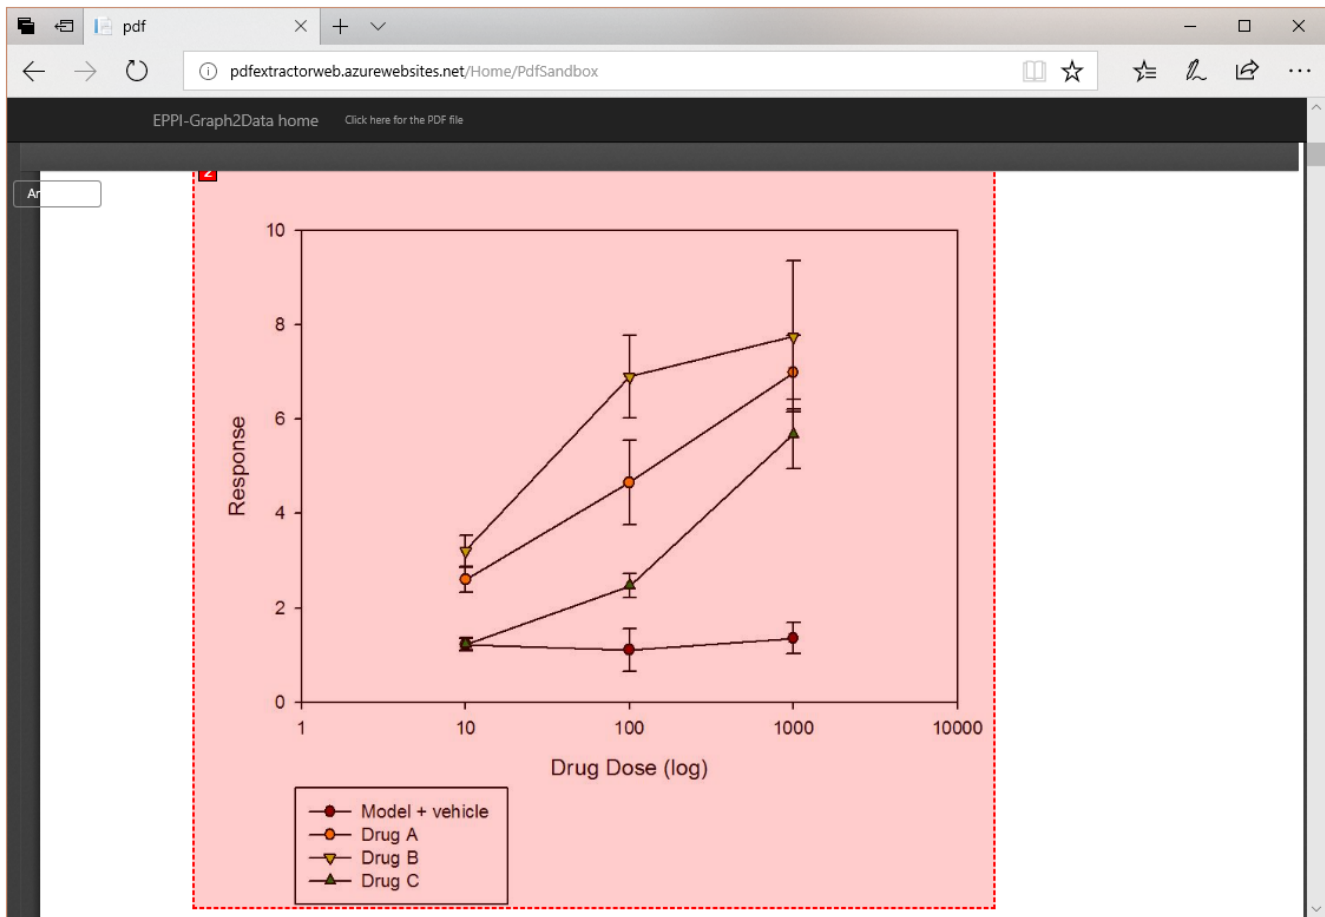 pdf
pdfextractorweb.azurewebsites.net/Home/PdfSandbox
EPPI-Graph2Data home Click here for the PDF file
2
Ar
10
8
6
4
2
0
Response
1 10 100 1000 10000
Drug Dose (log)
Model + vehicle
Drug A
Drug B
Drug C